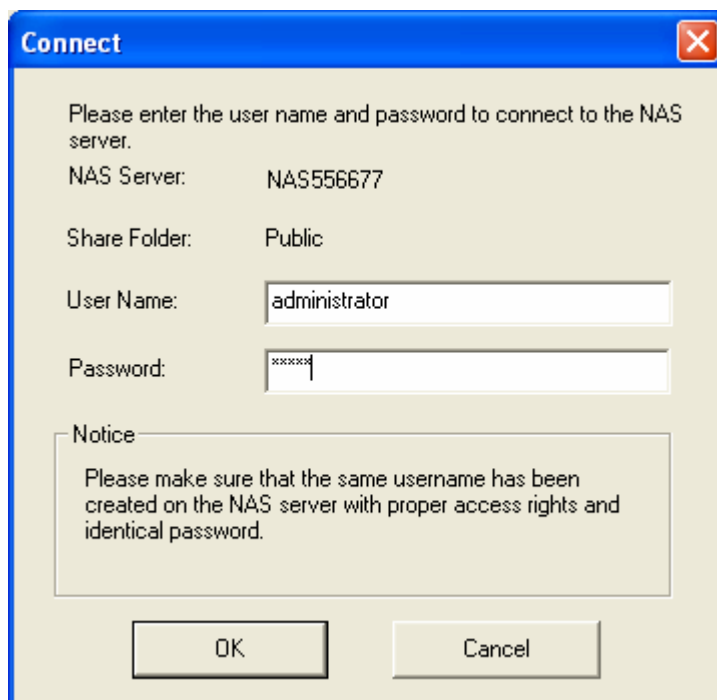 Connect
Please enter the user name and password to connect to the NAS
server.
NAS Server: NAS556677
Share Folder: Public
User Name: administrator
Password: *****
Notice
Please make sure that the same username has been
created on the NAS server with proper access rights and
identical password.
OK Cancel